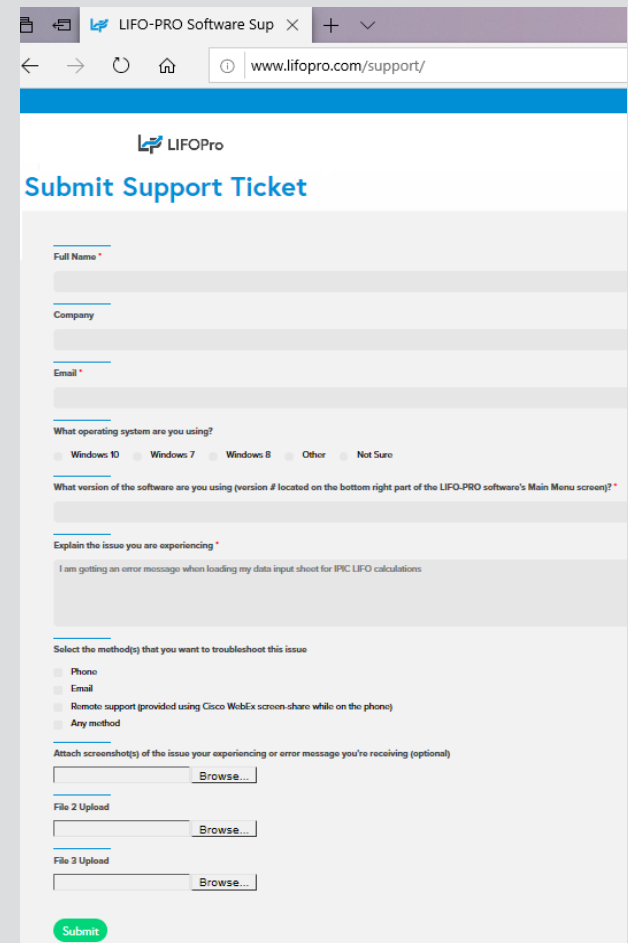 LIFO-PRO Software Sup
www.lifopro.com/support/
LIFOPro
Submit Support Ticket
Full Name *
Company
Email *
What operating system are you using?
Windows 10 Windows 7 Windows 8 Other Not Sure
What version of the software are you using (version # located on the bottom right part of the LIFO-PRO software's Main Menu screen)? *
Explain the issue you are experiencing *
I am getting an error message when loading my data input sheet for IPIC LIFO calculations
Select the method(s) that you want to troubleshoot this issue
Phone
Email
Remote support (provided using Cisco WebEx screen-share while on the phone)
Any method
Attach screenshot(s) of the issue your experiencing or error message you're receiving (optional)
Browse...
File 2 Upload
Browse...
File 3 Upload
Browse...
Submit